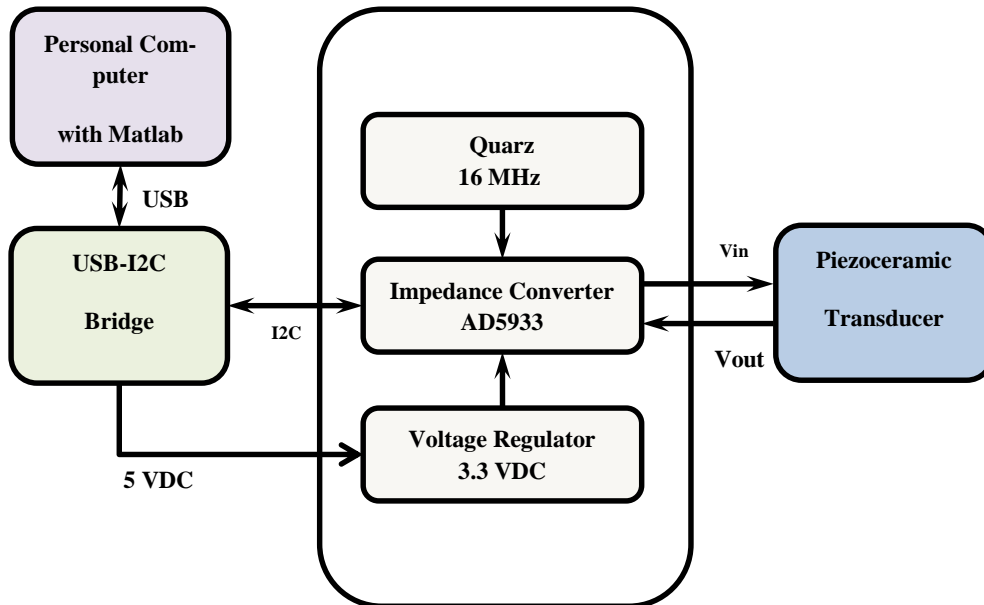 Personal Com-
puter
with Matlab
USB
USB-I2C
Bridge
I2C
5 VDC
Quarz
16 MHz
Impedance Converter
AD5933
Voltage Regulator
3.3 VDC
Vin
Vout
Piezoceramic
Transducer